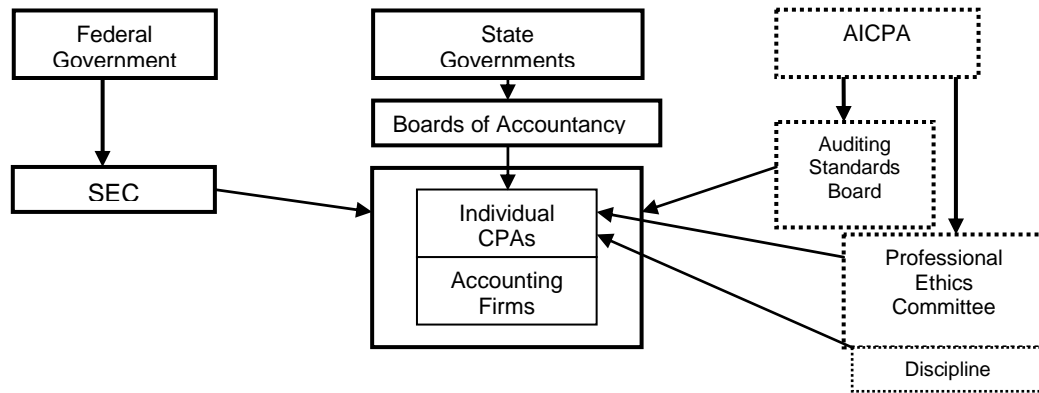 Federal
Government
State
Governments
AICPA
Boards of Accountancy
Auditing
Standards
Board
SEC
Individual
CPAs
Accounting
Firms
Professional
Ethics
Committee
Discipline